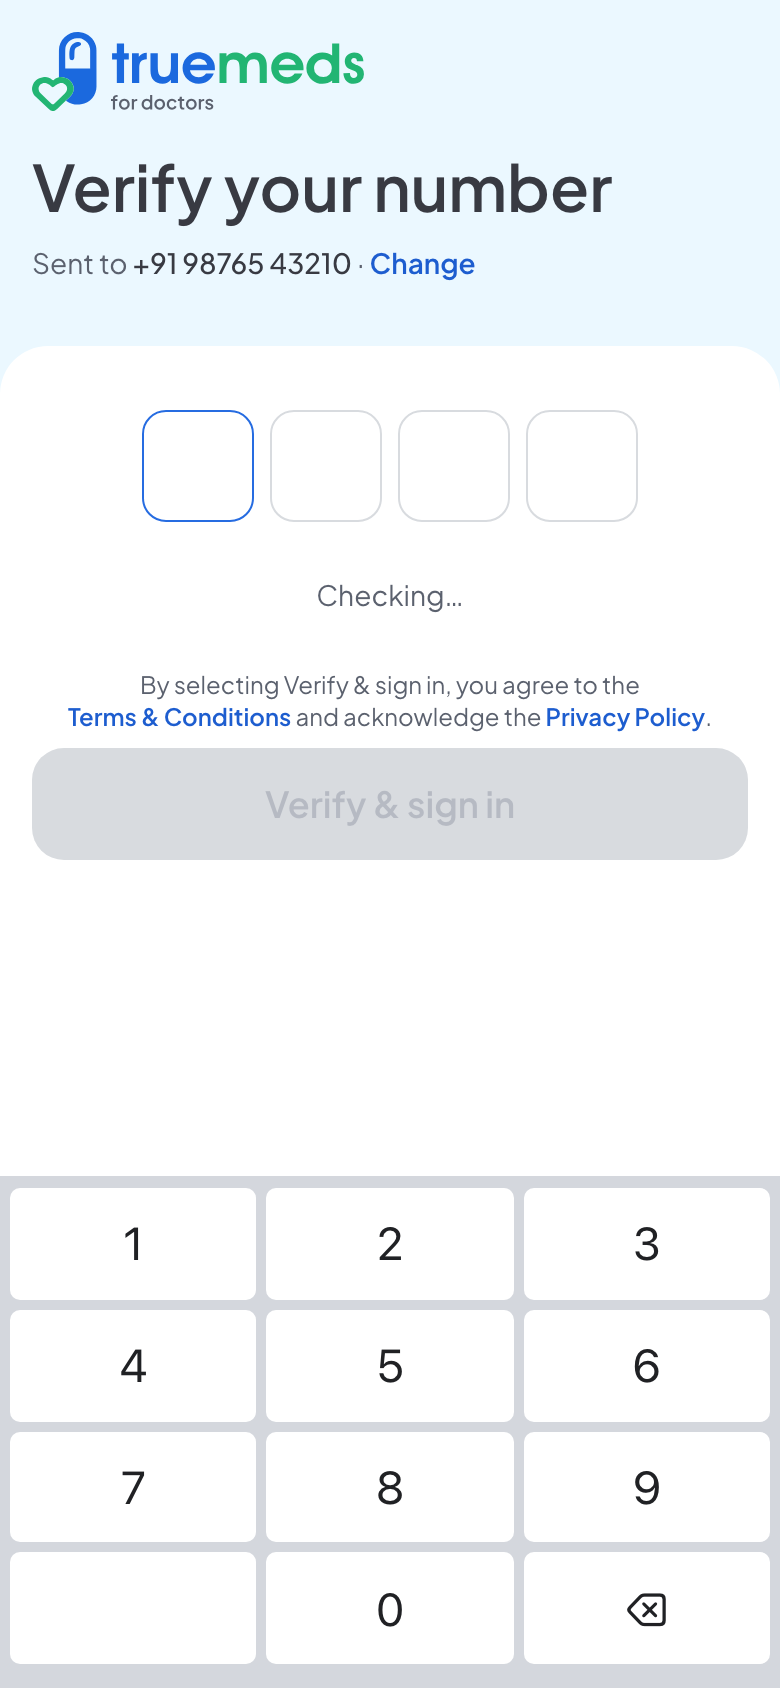 truemeds
for doctors
Verify your number
Sent to +91 98765 43210 · Change
Checking...
By selecting Verify & sign in, you agree to the
Terms & Conditions and acknowledge the Privacy Policy.
Verify & sign in
1 2 3
4 5 6
7 8 9
0